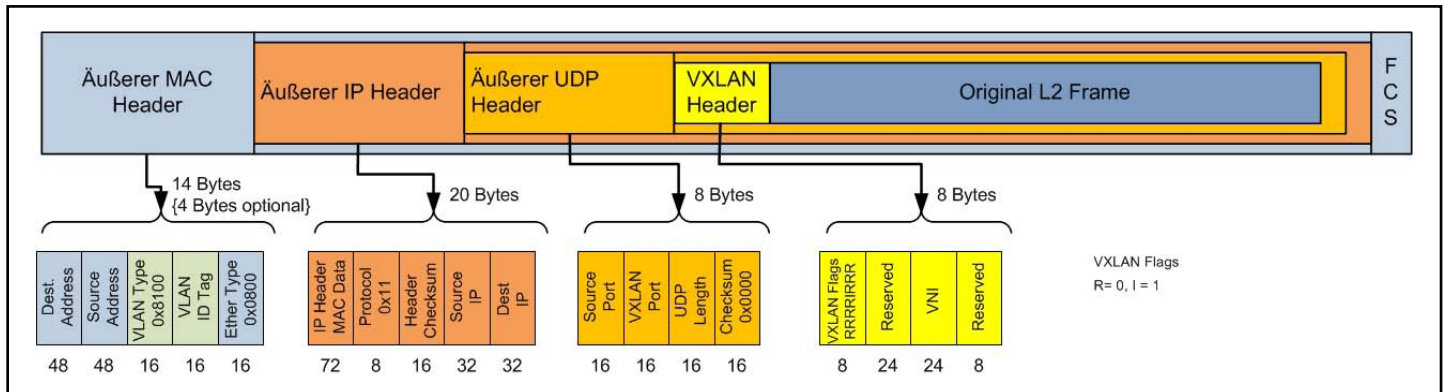 Äußerer MAC
Header
Äußerer IP Header
Äußerer UDP
Header
VXLAN
Header
Original L2 Frame
F
C
S
14 Bytes
{4 Bytes optional}
20 Bytes
8 Bytes
8 Bytes
Dest.
Address
Source
Address
VLAN Type
0x8100
VLAN
ID Tag
Ether Type
0x0800
IP Header
MAC Data
Protocol
0x11
Header
Checksum
Source
IP
Dest
IP
Source
Port
VXLAN
Port
UDP
Length
Checksum
0x0000
VXLAN Flags
RRRRIRRR
Reserved
VNI
Reserved
VXLAN Flags
R= 0, I = 1
48 48 16 16 16
72 8 16 32 32
16 16 16 16
8 24 24 8